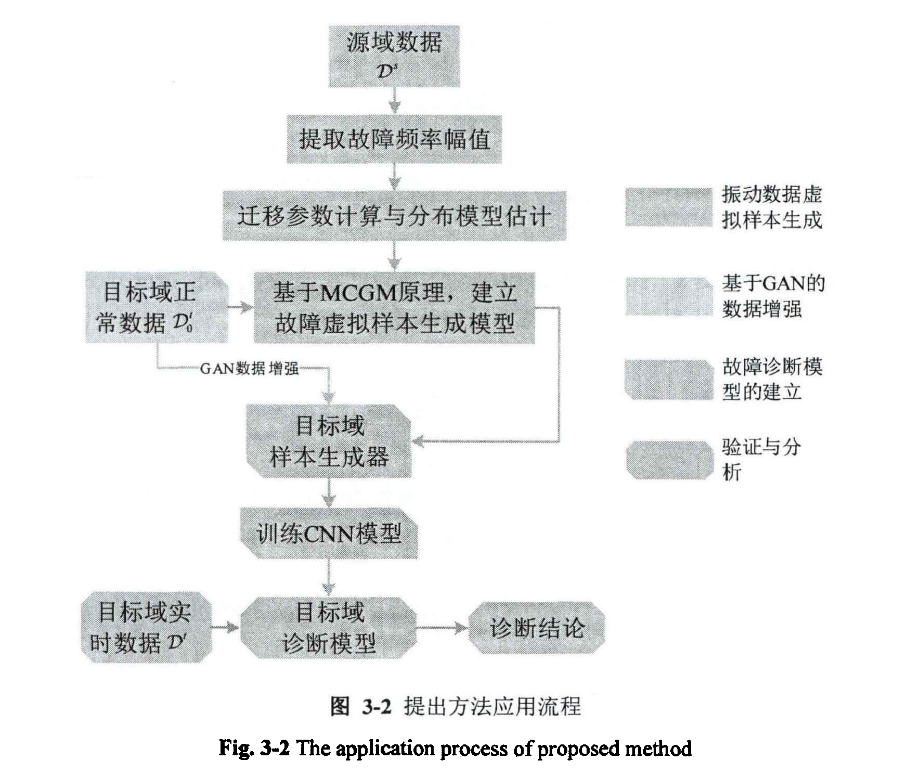 源域数据
𝒟ˢ
提取故障频率幅值
迁移参数计算与分布模型估计
目标域正
常数据 𝒟₀ᵗ
基于MCGM原理，建立
故障虚拟样本生成模型
GAN数据增强
目标域
样本生成器
训练CNN模型
目标域实
时数据 𝒟ᵗ
目标域
诊断模型
诊断结论
振动数据虚
拟样本生成
基于GAN的
数据增强
故障诊断模
型的建立
验证与分
析
图 3-2 提出方法应用流程
Fig. 3-2 The application process of proposed method